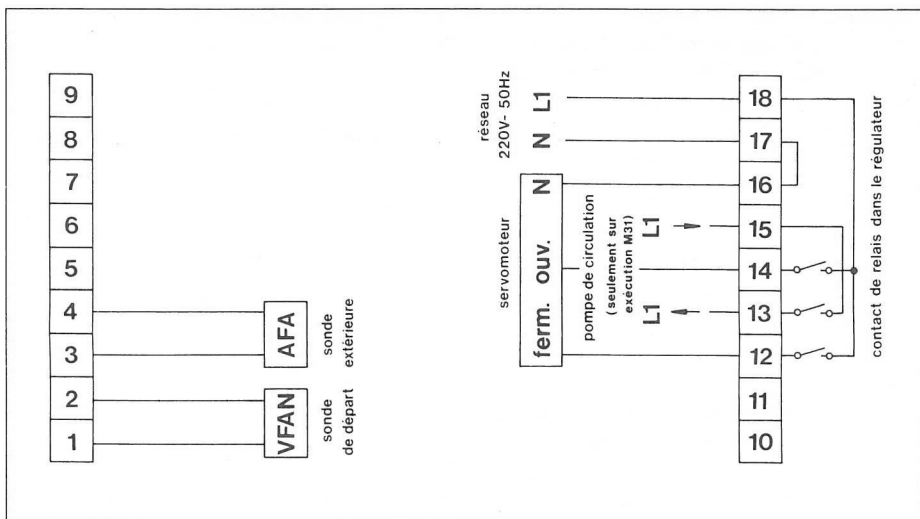 9
8
7
6
5
4
3
2
1
AFA
sonde
extérieure
VFAN
sonde
de départ
réseau
220V- 50Hz
L1
N
servomoteur
ferm. ouv. N
pompe de circulation
(seulement sur
exécution M31)
L1
L1
18
17
16
15
14
13
12
11
10
contact de relais dans le régulateur